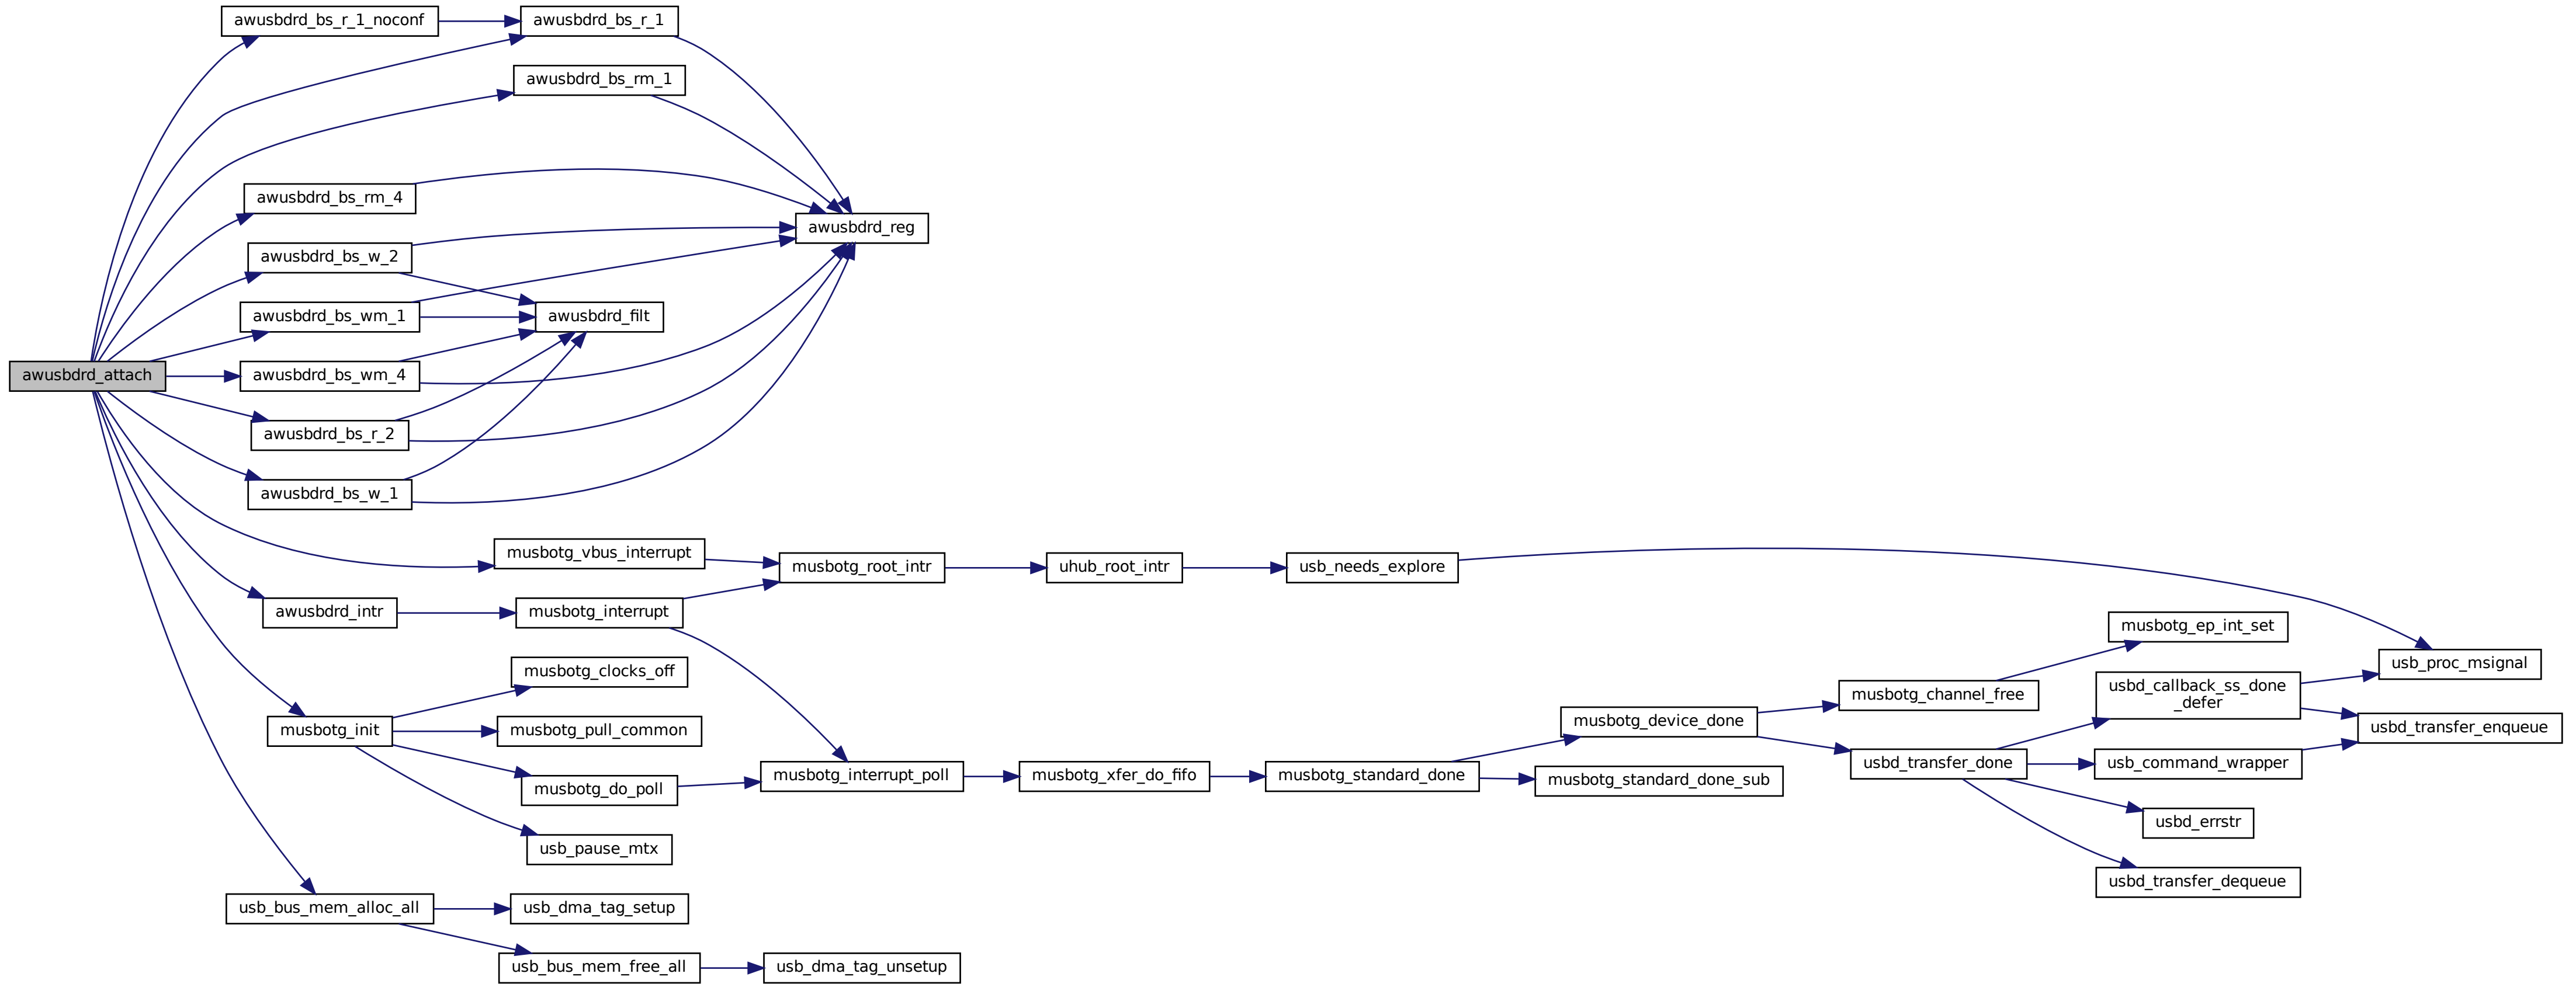 awusbdrd_bs_r_1_noconf
awusbdrd_bs_r_1
awusbdrd_bs_rm_1
awusbdrd_bs_rm_4
awusbdrd_reg
awusbdrd_bs_w_2
awusbdrd_bs_wm_1
awusbdrd_filt
awusbdrd_attach
awusbdrd_bs_wm_4
awusbdrd_bs_r_2
awusbdrd_bs_w_1
musbotg_vbus_interrupt
musbotg_root_intr
uhub_root_intr
usb_needs_explore
awusbdrd_intr
musbotg_interrupt
musbotg_ep_int_set
usb_proc_msignal
musbotg_clocks_off
musbotg_channel_free
usbd_callback_ss_done
_defer
musbotg_init
musbotg_pull_common
musbotg_device_done
usbd_transfer_enqueue
musbotg_do_poll
musbotg_interrupt_poll
musbotg_xfer_do_fifo
musbotg_standard_done
musbotg_standard_done_sub
usbd_transfer_done
usb_command_wrapper
usbd_errstr
usb_pause_mtx
usbd_transfer_dequeue
usb_bus_mem_alloc_all
usb_dma_tag_setup
usb_bus_mem_free_all
usb_dma_tag_unsetup